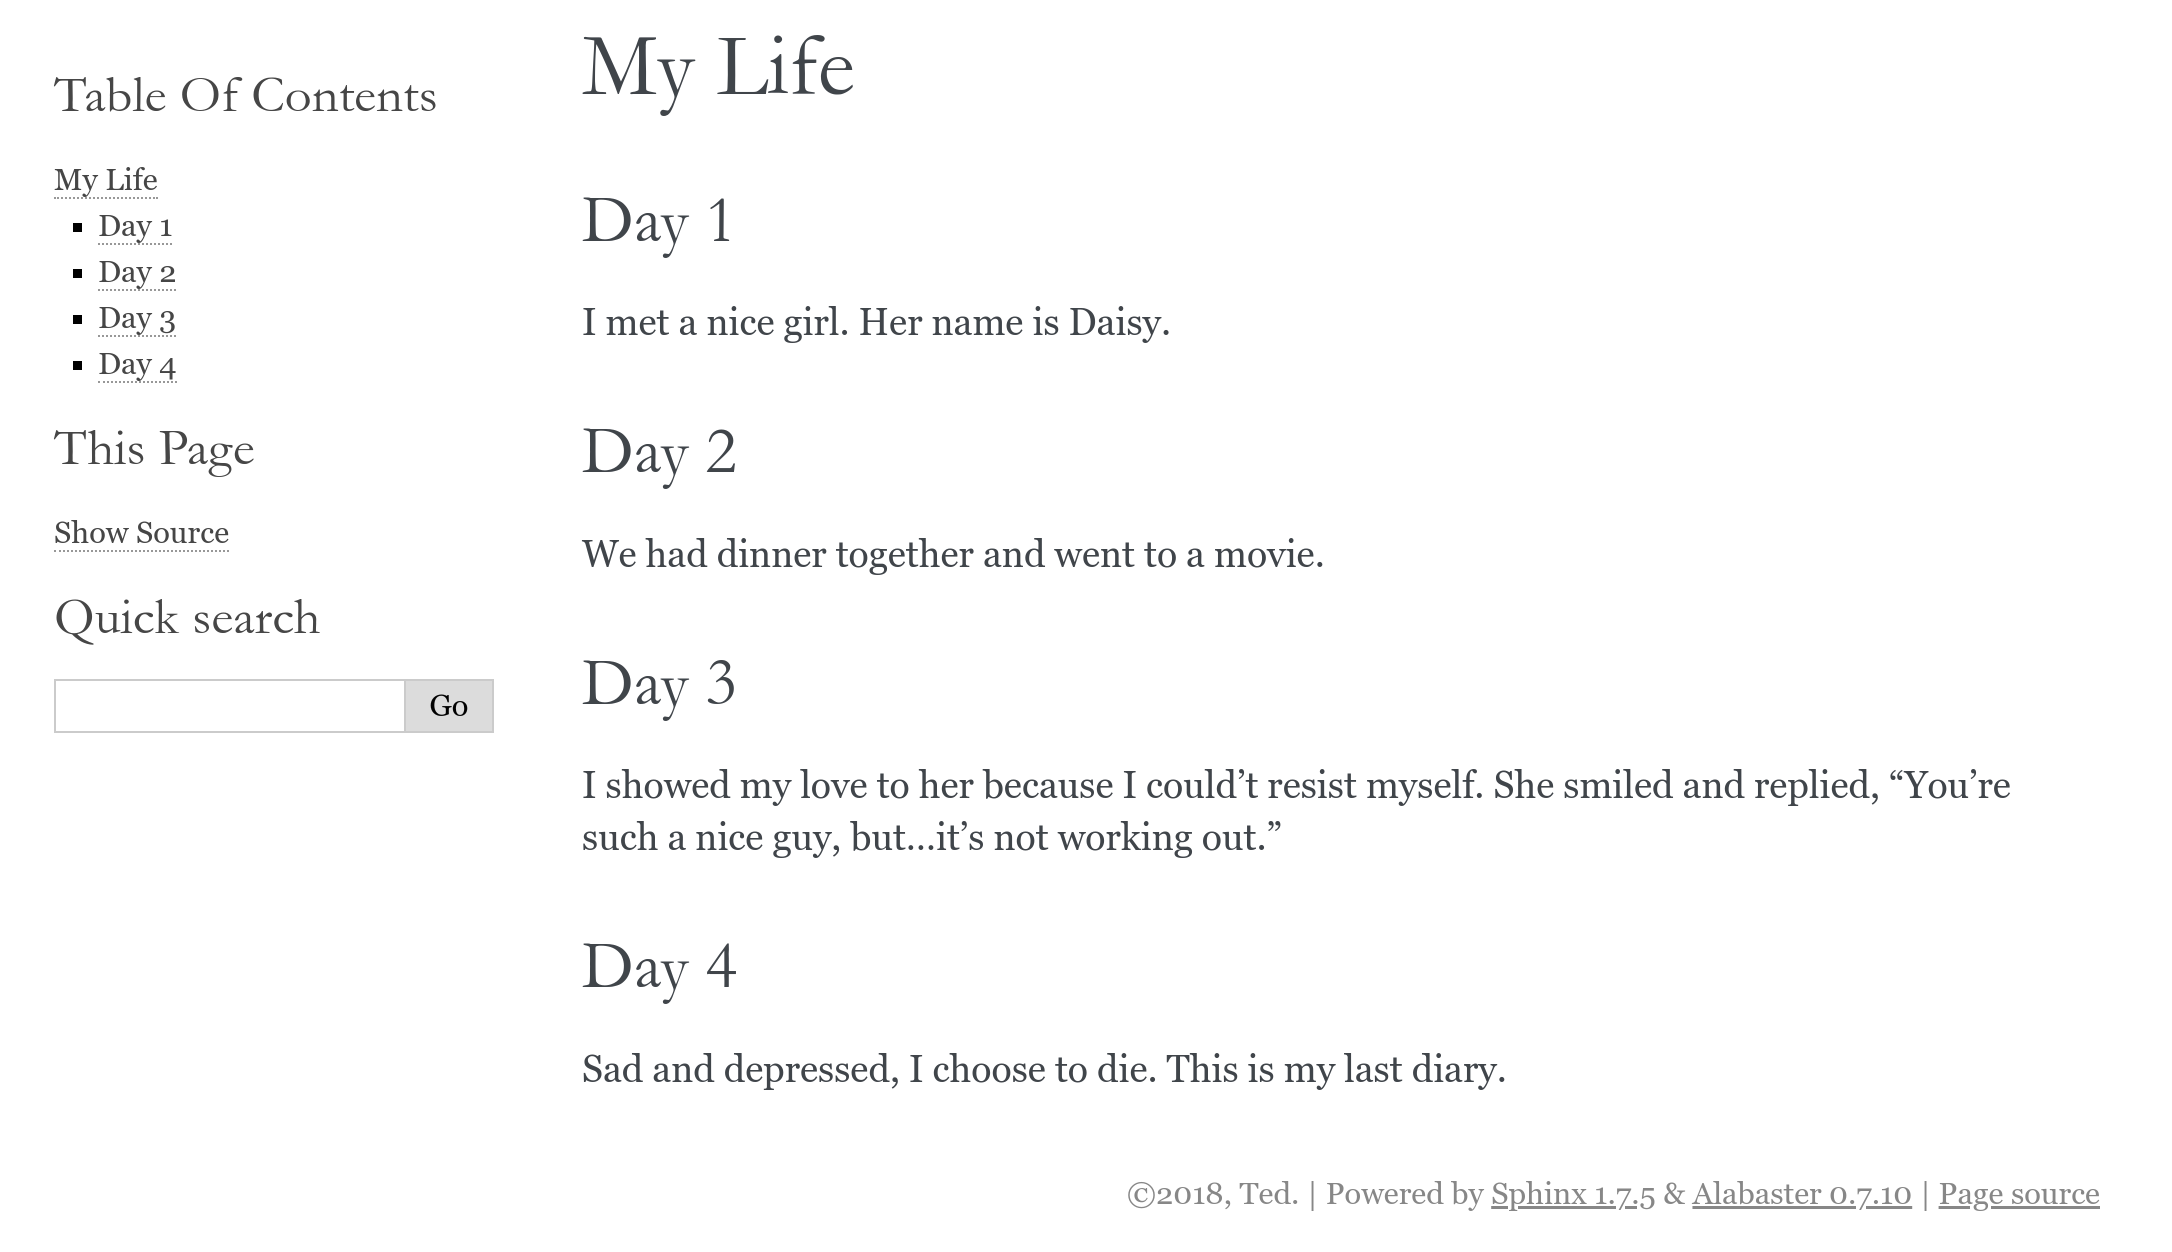 Table Of Contents
My Life
Day 1
Day 2
Day 3
Day 4
This Page
Show Source
Quick search
Go
My Life
Day 1
I met a nice girl. Her name is Daisy.
Day 2
We had dinner together and went to a movie.
Day 3
I showed my love to her because I could’t resist myself. She smiled and replied, “You’re
such a nice guy, but…it’s not working out.”
Day 4
Sad and depressed, I choose to die. This is my last diary.
©2018, Ted. | Powered by Sphinx 1.7.5 & Alabaster 0.7.10 | Page source